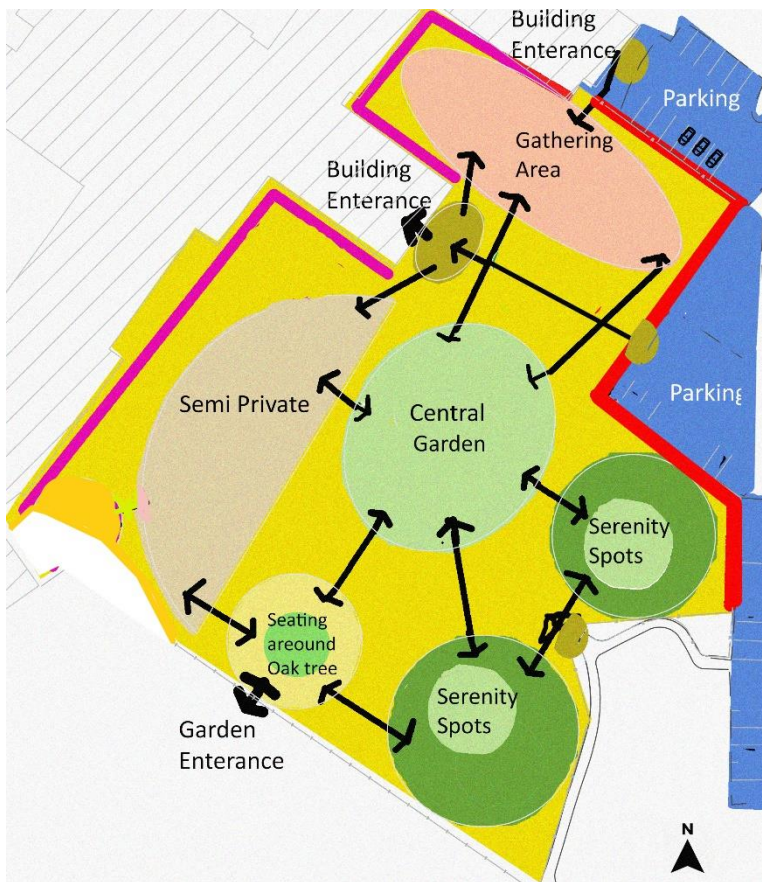 Building
Enterance
Parking
Gathering
Area
Building
Enterance
Parking
Semi Private
Central
Garden
Serenity
Spots
Seating
areound
Oak tree
Serenity
Spots
Garden
Enterance
N